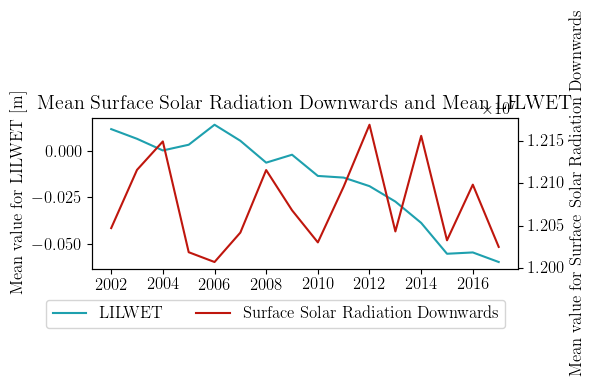 Mean Surface Solar Radiation Downwards and Mean LILWET
×10⁷
Mean value for LILWET [m]
0.000
−0.025
−0.050
1.215
1.210
1.205
1.200
Mean value for Surface Solar Radiation Downwards
2002 2004 2006 2008 2010 2012 2014 2016
LILWET Surface Solar Radiation Downwards